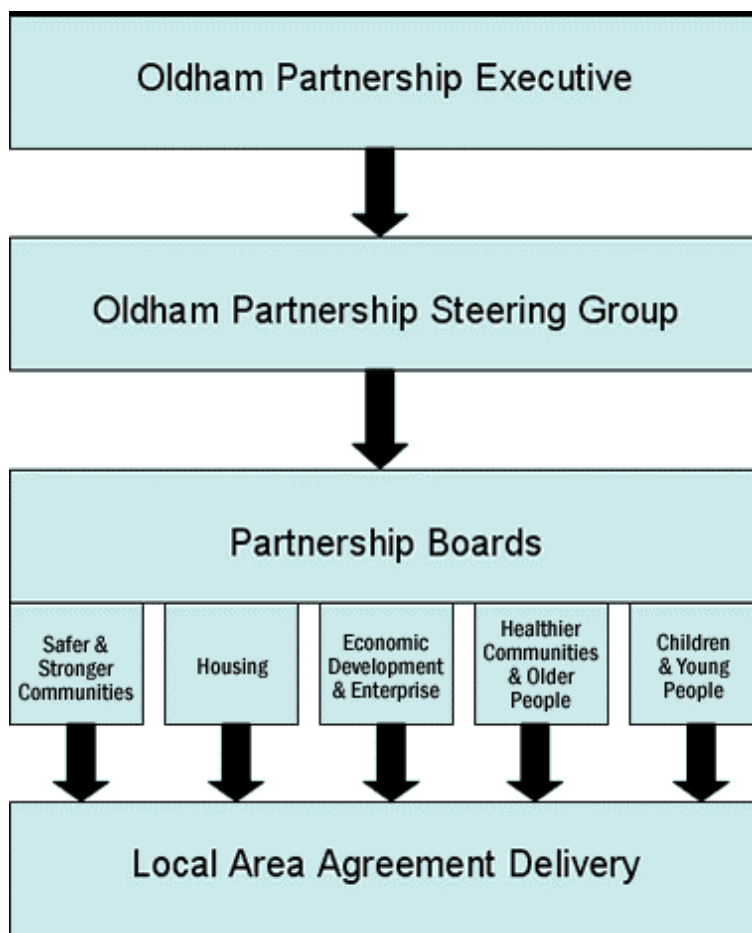 Oldham Partnership Executive
Oldham Partnership Steering Group
Partnership Boards
Safer &
Stronger
Communities
Housing
Economic
Development
& Enterprise
Healthier
Communities
& Older
People
Children
& Young
People
Local Area Agreement Delivery